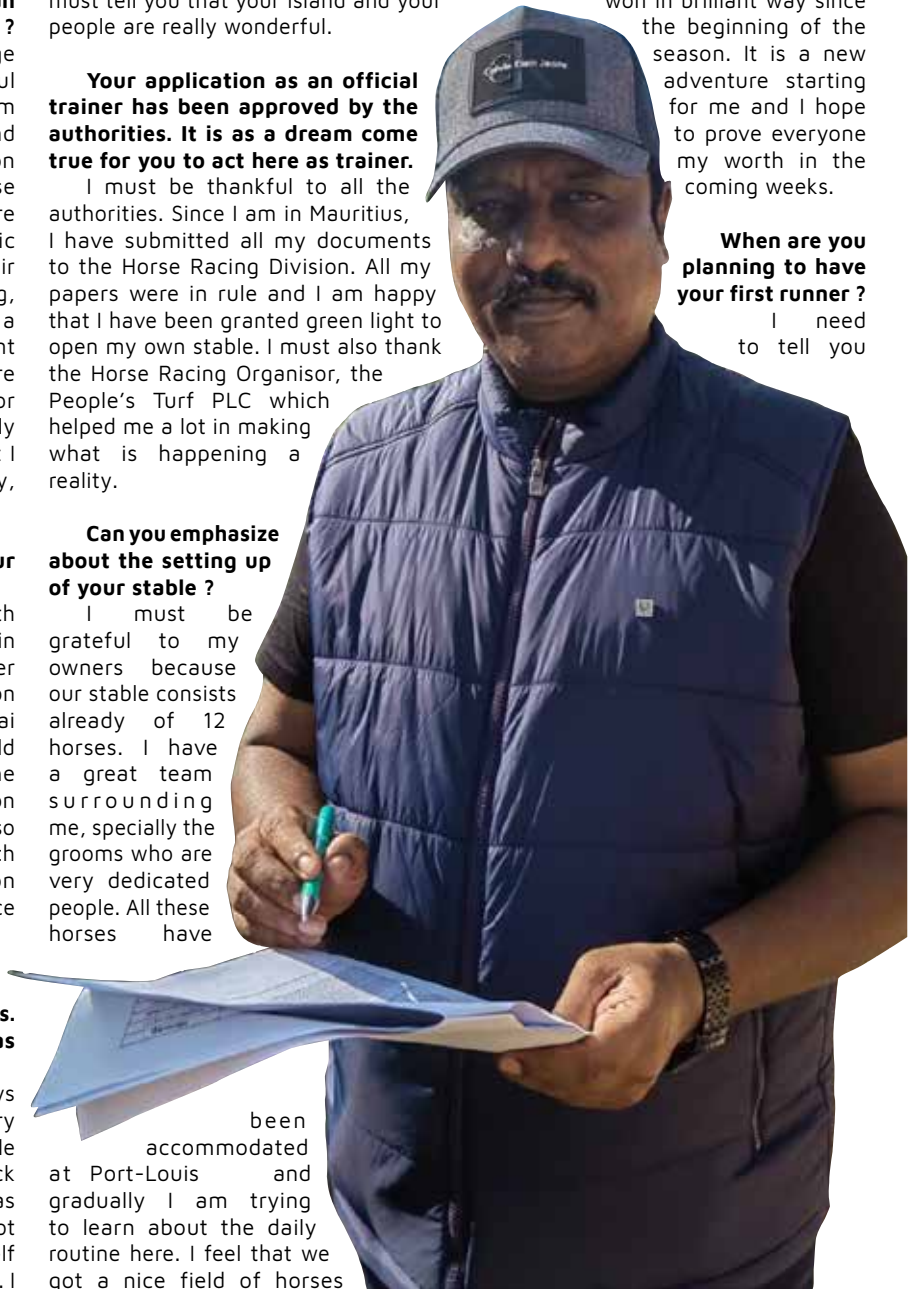 must tell you that your island and your
people are really wonderful.
Your application as an official
trainer has been approved by the
authorities. It is as a dream come
true for you to act here as trainer.
I must be thankful to all the
authorities. Since I am in Mauritius,
I have submitted all my documents
to the Horse Racing Division. All my
papers were in rule and I am happy
that I have been granted green light to
open my own stable. I must also thank
the Horse Racing Organisor, the
People's Turf PLC which
helped me a lot in making
what is happening a
reality.
Can you emphasize
about the setting up
of your stable ?
I must be
grateful to my
owners because
our stable consists
already of 12
horses. I have
a great team
surrounding
me, specially the
grooms who are
very dedicated
people. All these
horses have
been
accommodated
at Port-Louis and
gradually I am trying
to learn about the daily
routine here. I feel that we
got a nice field of horses
won in brilliant way since
the beginning of the
season. It is a new
adventure starting
for me and I hope
to prove everyone
my worth in the
coming weeks.
When are you
planning to have
your first runner ?
I need
to tell you
Calvin Klein Jeans